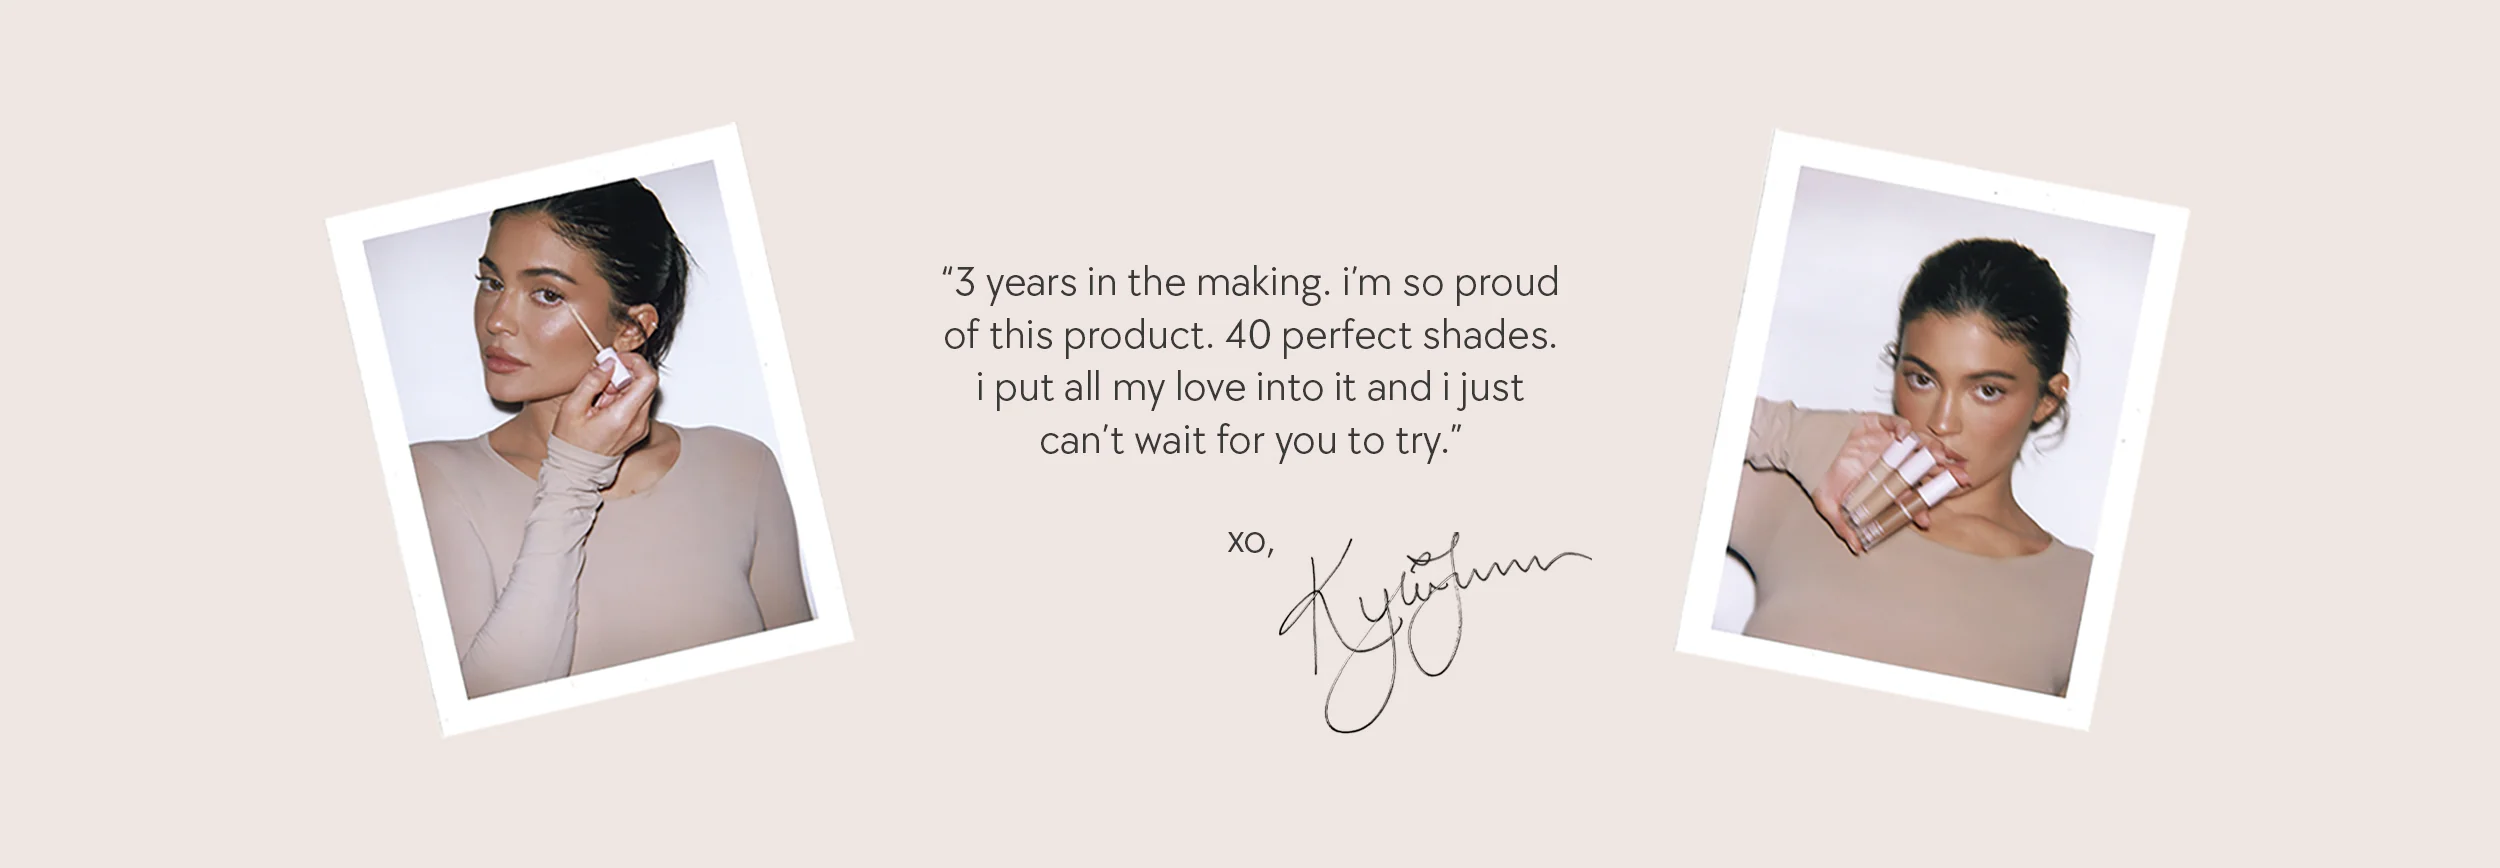 “3 years in the making. i’m so proud
of this product. 40 perfect shades.
i put all my love into it and i just
can’t wait for you to try.”
xo,
Kylie Jenner